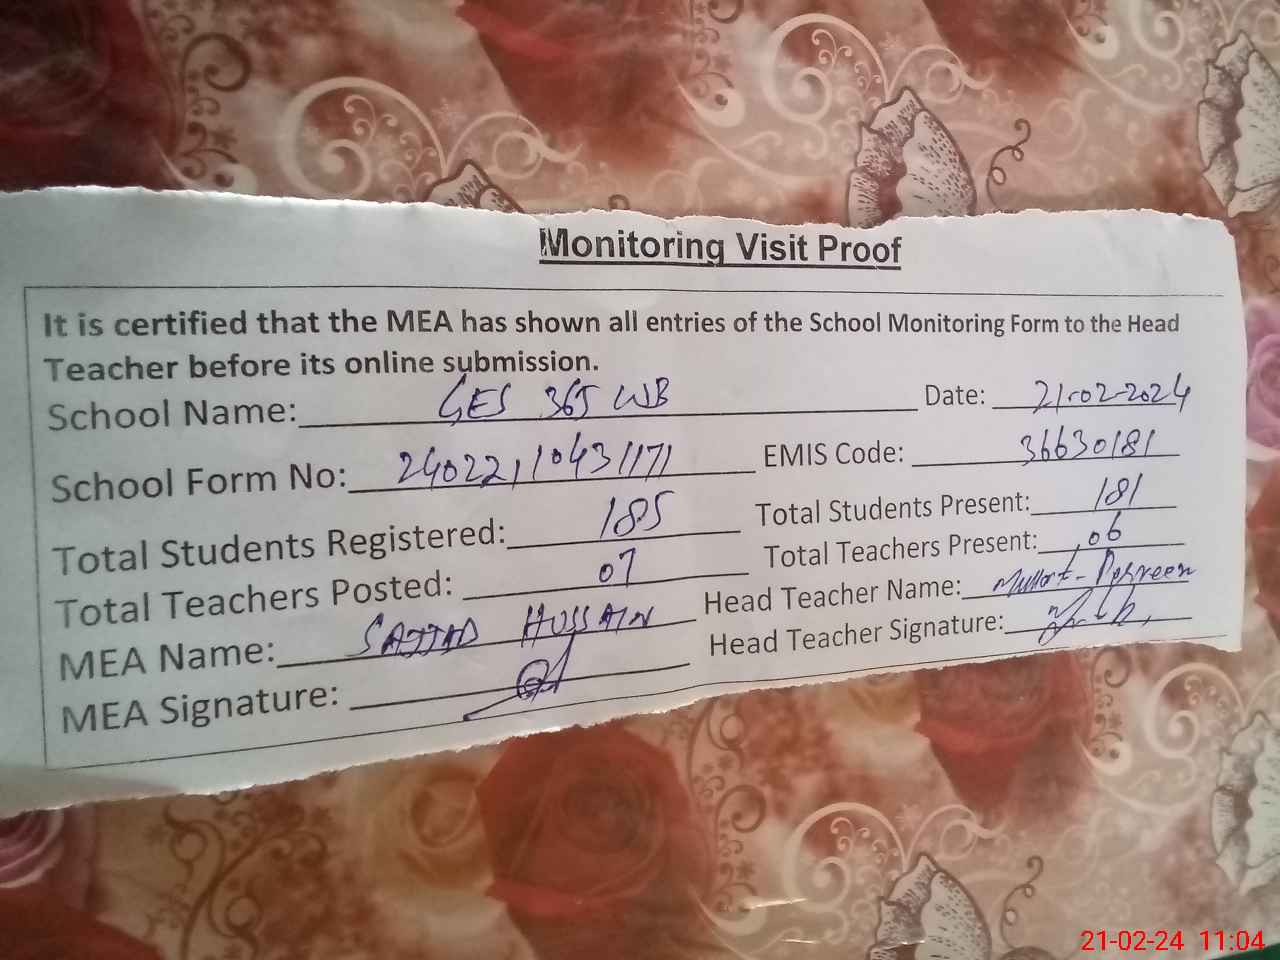 Monitoring Visit Proof
It is certified that the MEA has shown all entries of the School Monitoring Form to the Head
Teacher before its online submission.
School Name: GES 365 WB Date: 21-02-2024
School Form No: 24022110431171 EMIS Code: 36630181
Total Students Registered: 185 Total Students Present: 181
Total Teachers Posted: 07 Total Teachers Present: 06
MEA Name: SAJJAD HUSSAIN Head Teacher Name: Parveen
MEA Signature: Head Teacher Signature:
21-02-24 11:04